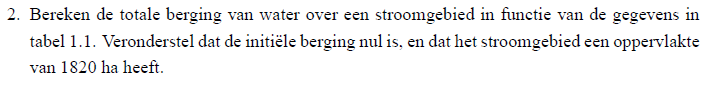 2. Bereken de totale berging van water over een stroomgebied in functie van de gegevens in
tabel 1.1. Veronderstel dat de initiële berging nul is, en dat het stroomgebied een oppervlakte
van 1820 ha heeft.